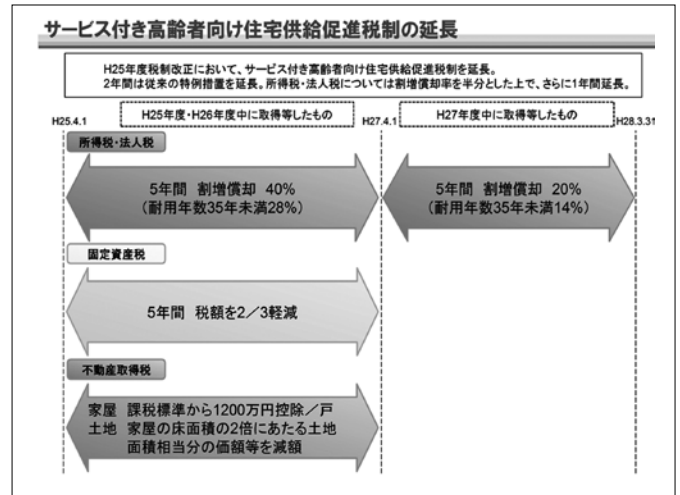 サービス付き高齢者向け住宅供給促進税制の延長
H25年度税制改正において、サービス付き高齢者向け住宅供給促進税制を延長。
2年間は従来の特例措置を延長。所得税・法人税については割増償却率を半分とした上で、さらに1年間延長。
H25.4.1
H25年度・H26年度中に取得等したもの
H27.4.1
H27年度中に取得等したもの
H28.3.31
所得税・法人税
5年間 割増償却 40%
(耐用年数35年未満28%)
5年間 割増償却 20%
(耐用年数35年未満14%)
固定資産税
5年間 税額を2/3軽減
不動産取得税
家屋 課税標準から1200万円控除/戸
土地 家屋の床面積の2倍にあたる土地
面積相当分の価額等を減額